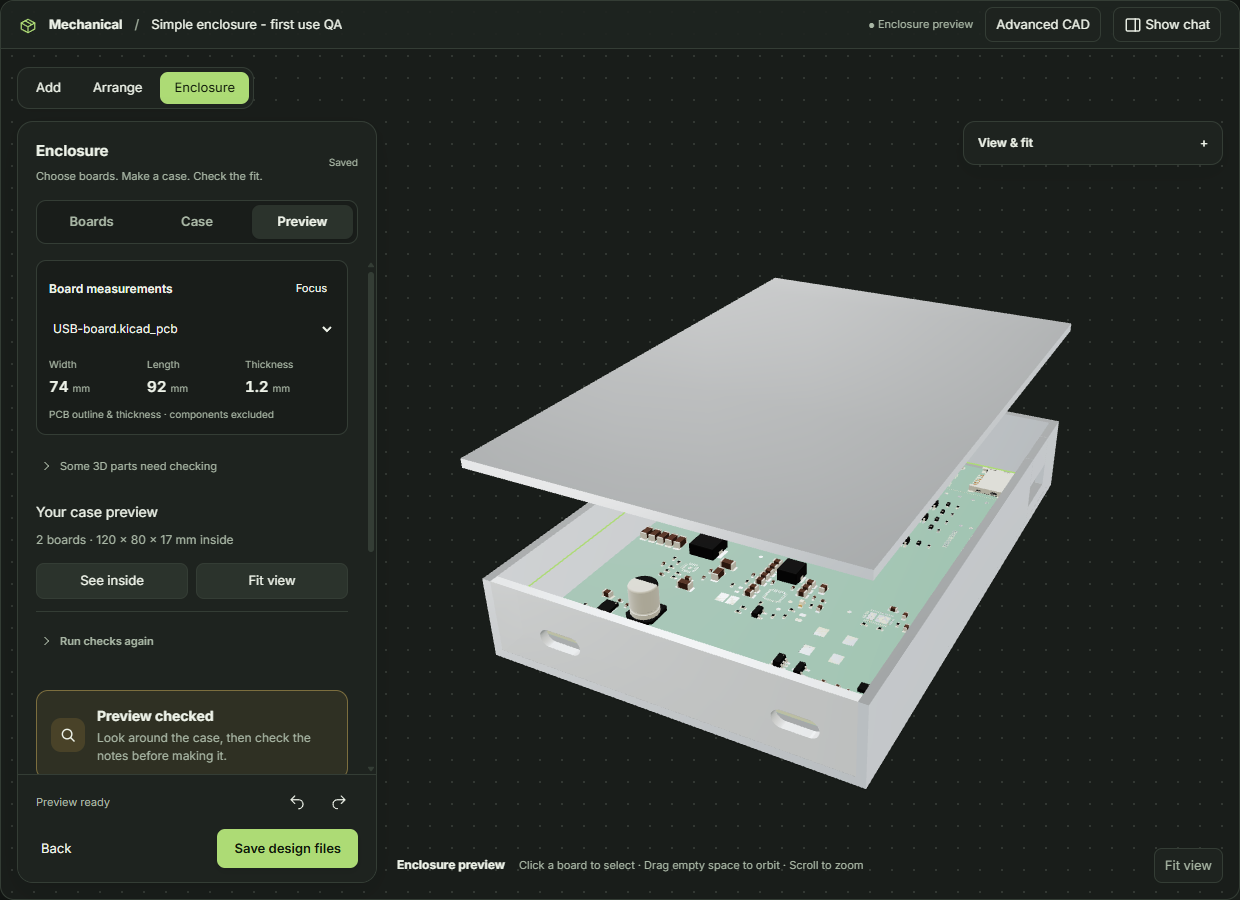 Mechanical / Simple enclosure - first use QA
Enclosure preview
Advanced CAD
Show chat
Add
Arrange
Enclosure
Enclosure
Saved
Choose boards. Make a case. Check the fit.
Boards
Case
Preview
Board measurements
Focus
USB-board.kicad_pcb
Width
Length
Thickness
74 mm
92 mm
1.2 mm
PCB outline & thickness · components excluded
Some 3D parts need checking
Your case preview
2 boards · 120 × 80 × 17 mm inside
See inside
Fit view
Run checks again
Preview checked
Look around the case, then check the
notes before making it.
Preview ready
Back
Save design files
View & fit
+
Enclosure preview
Click a board to select · Drag empty space to orbit · Scroll to zoom
Fit view